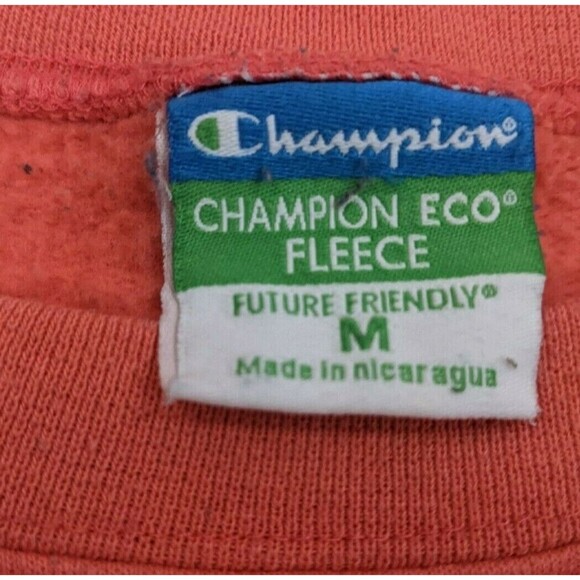 Champion®
CHAMPION ECO®
FLEECE
FUTURE FRIENDLY®
M
Made in nicaragua